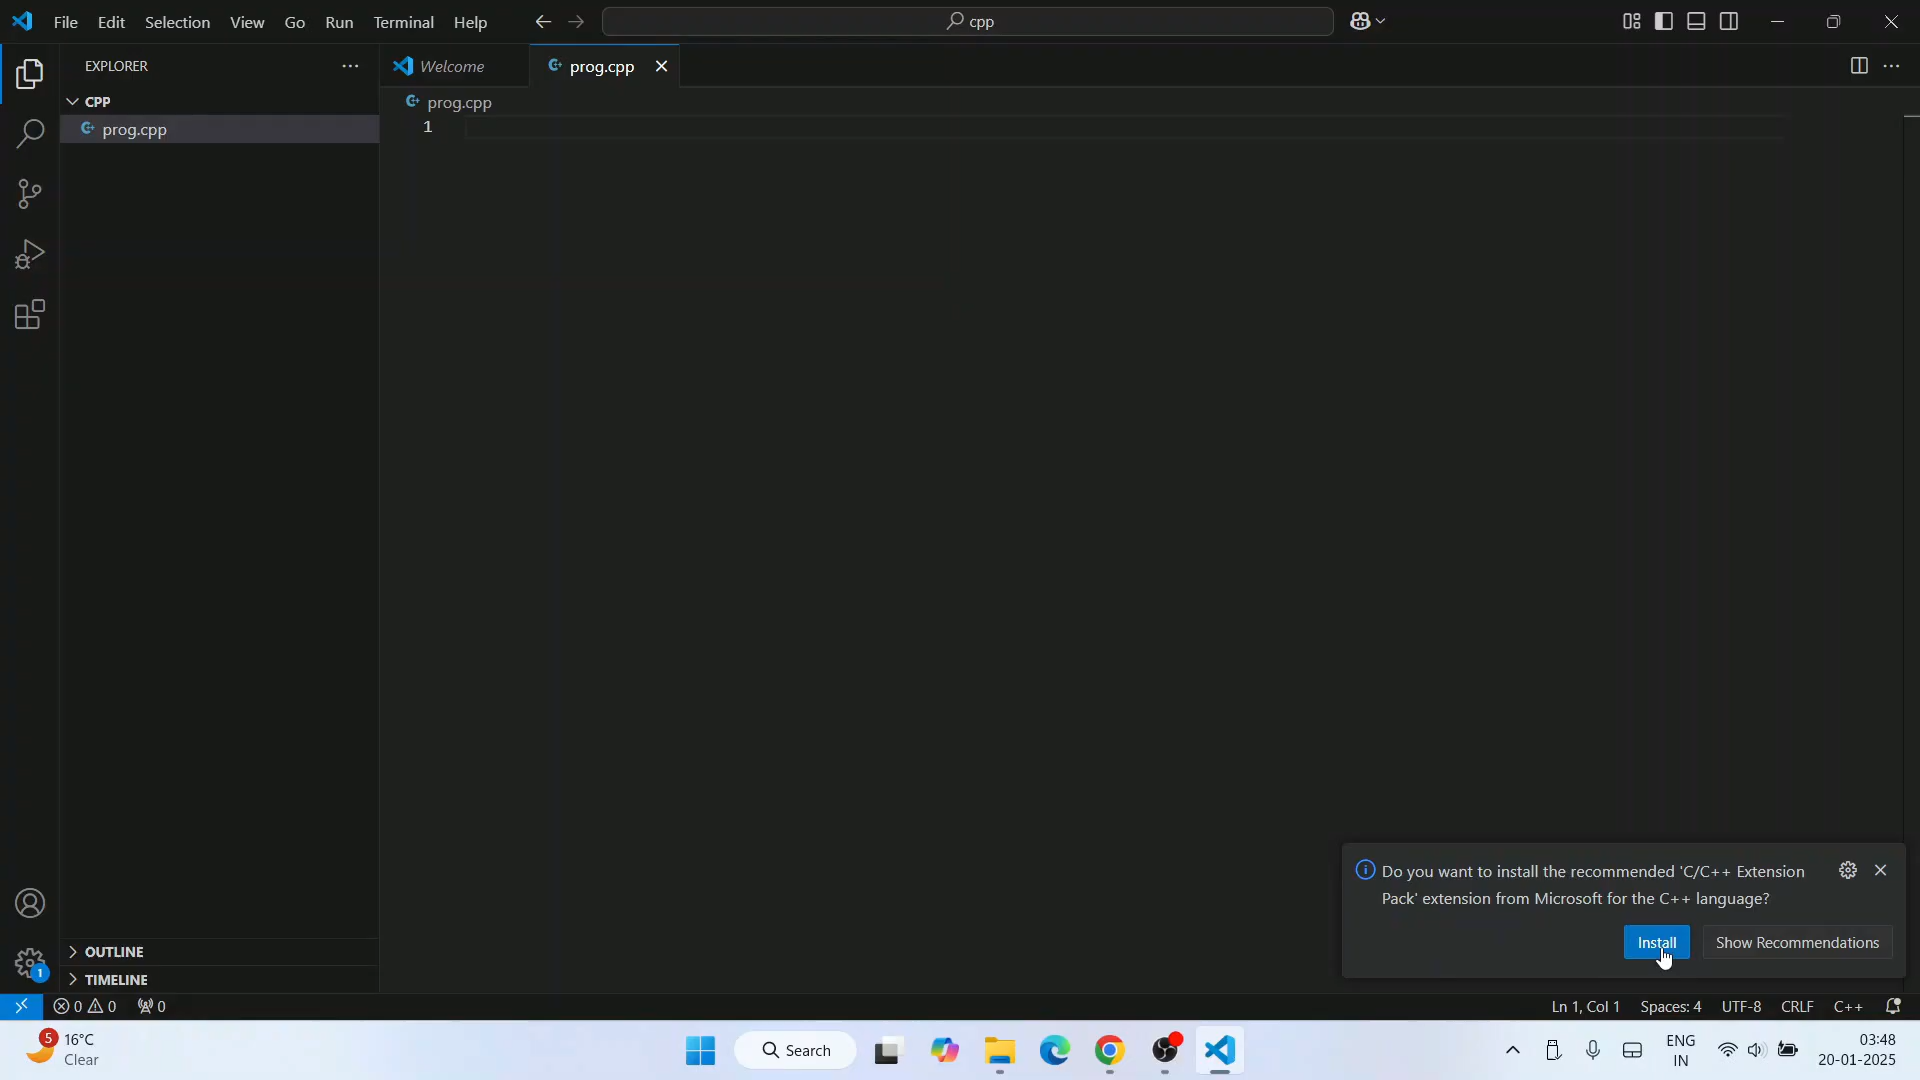 File Edit Selection View Go Run Terminal Help
cpp
EXPLORER
Welcome
prog.cpp
CPP
prog.cpp
prog.cpp
1
Do you want to install the recommended 'C/C++ Extension
Pack' extension from Microsoft for the C++ language?
Install
Show Recommendations
OUTLINE
TIMELINE
1
0 0 0
Ln 1, Col 1 Spaces: 4 UTF-8 CRLF C++
5
16°C
Clear
Search
ENG
IN
03:48
20-01-2025